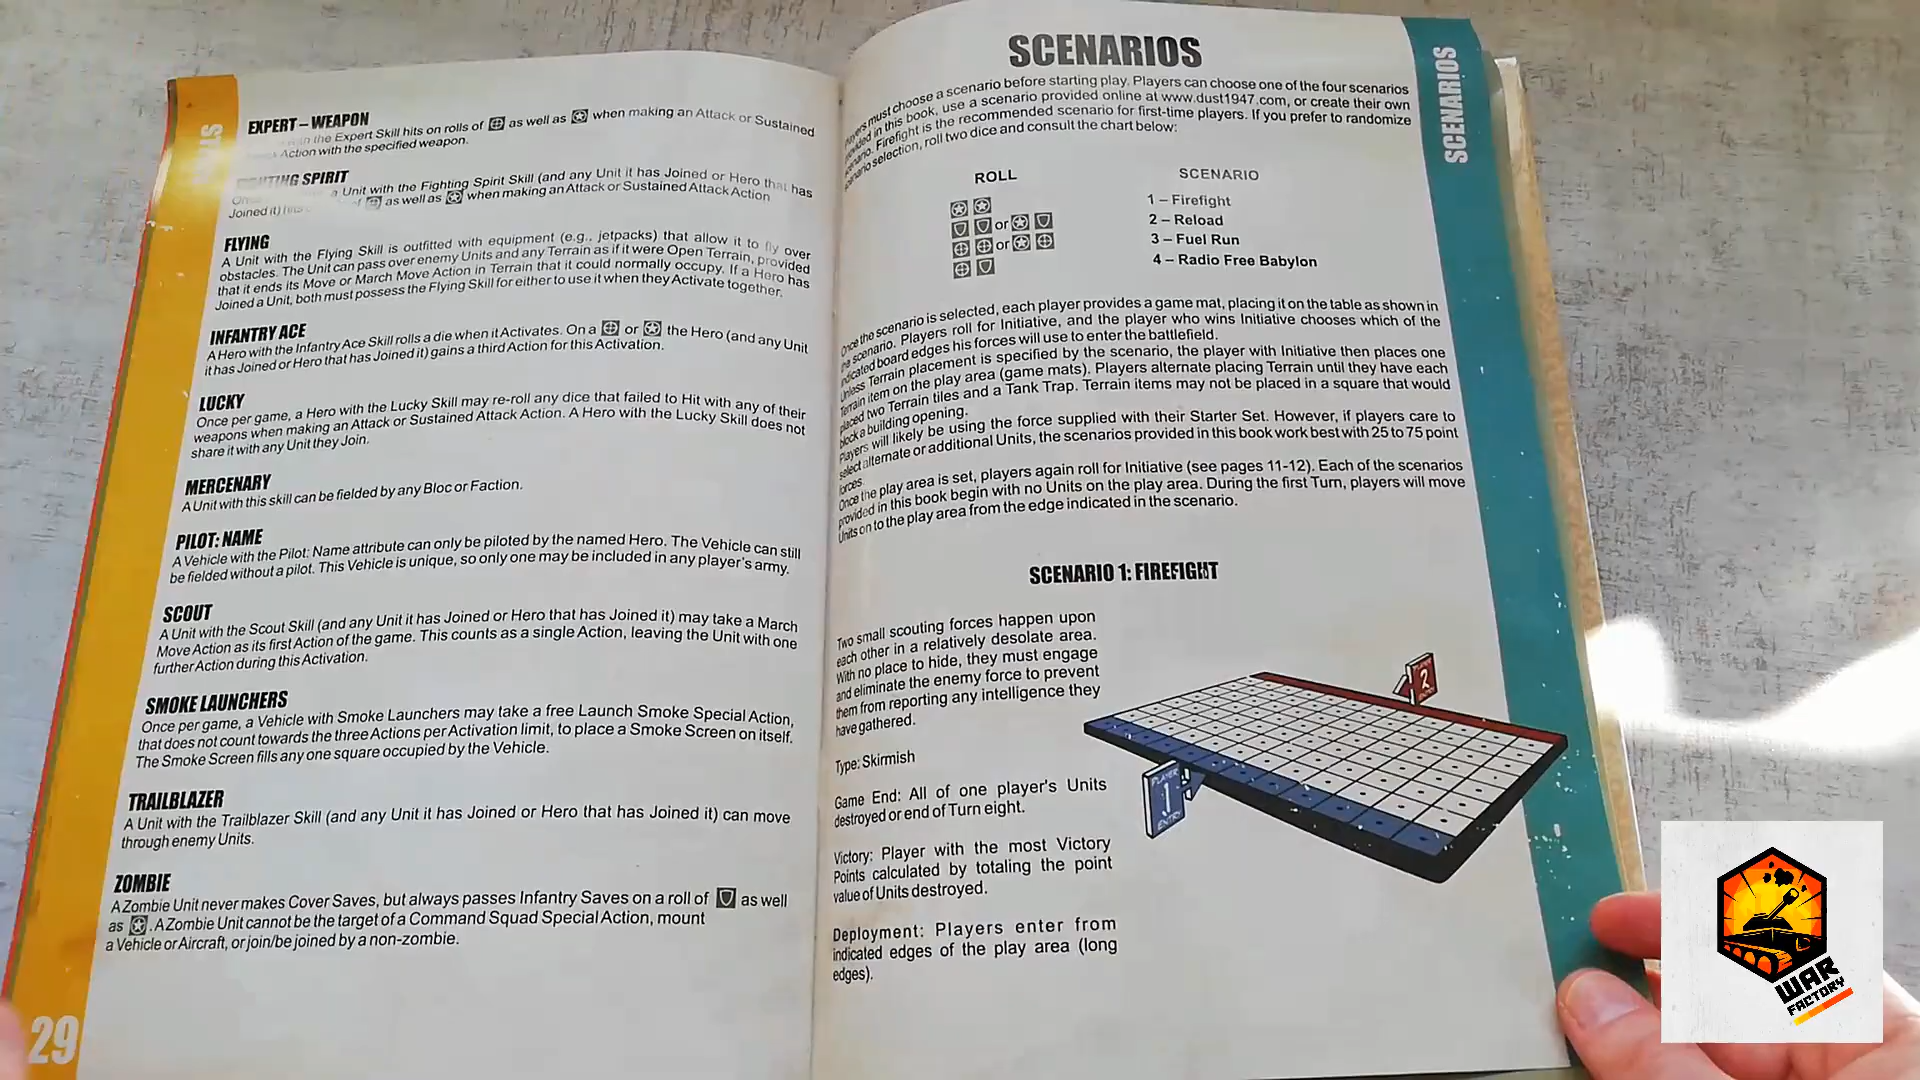 SKILLS
EXPERT – WEAPON
the Expert Skill hits on rolls of as well as when making an Attack or Sustained
Action with the specified weapon.
FIGHTING SPIRIT
Once a Unit with the Fighting Spirit Skill (and any Unit it has Joined or Hero that has
Joined it) hits of as well as when making an Attack or Sustained Attack Action
FLYING
A Unit with the Flying Skill is outfitted with equipment (e.g., jetpacks) that allow it to fly over
obstacles. The Unit can pass over enemy Units and any Terrain as if it were Open Terrain, provided
that it ends its Move or March Move Action in Terrain that it could normally occupy. If a Hero has
Joined a Unit, both must possess the Flying Skill for either to use it when they Activate together.
INFANTRY ACE
A Hero with the Infantry Ace Skill rolls a die when it Activates. On a or the Hero (and any Unit
it has Joined or Hero that has Joined it) gains a third Action for this Activation.
LUCKY
Once per game, a Hero with the Lucky Skill may re-roll any dice that failed to Hit with any of their
weapons when making an Attack or Sustained Attack Action. A Hero with the Lucky Skill does not
share it with any Unit they Join.
MERCENARY
A Unit with this skill can be fielded by any Bloc or Faction.
PILOT: NAME
A Vehicle with the Pilot: Name attribute can only be piloted by the named Hero. The Vehicle can still
be fielded without a pilot. This Vehicle is unique, so only one may be included in any player's army.
SCOUT
A Unit with the Scout Skill (and any Unit it has Joined or Hero that has Joined it) may take a March
Move Action as its first Action of the game. This counts as a single Action, leaving the Unit with one
further Action during this Activation.
SMOKE LAUNCHERS
Once per game, a Vehicle with Smoke Launchers may take a free Launch Smoke Special Action,
that does not count towards the three Actions per Activation limit, to place a Smoke Screen on itself.
The Smoke Screen fills any one square occupied by the Vehicle.
TRAILBLAZER
A Unit with the Trailblazer Skill (and any Unit it has Joined or Hero that has Joined it) can move
through enemy Units.
ZOMBIE
A Zombie Unit never makes Cover Saves, but always passes Infantry Saves on a roll of as well
as . A Zombie Unit cannot be the target of a Command Squad Special Action, mount
a Vehicle or Aircraft, or join/be joined by a non-zombie.
29
SCENARIOS
SCENARIOS
Players must choose a scenario before starting play. Players can choose one of the four scenarios
provided in this book, use a scenario provided online at www.dust1947.com, or create their own
scenario. Firefight is the recommended scenario for first-time players. If you prefer to randomize
scenario selection, roll two dice and consult the chart below:
ROLL SCENARIO
1 – Firefight
or 2 – Reload
or 3 – Fuel Run
4 – Radio Free Babylon
Once the scenario is selected, each player provides a game mat, placing it on the table as shown in
the scenario. Players roll for Initiative, and the player who wins Initiative chooses which of the
indicated board edges his forces will use to enter the battlefield.
Unless Terrain placement is specified by the scenario, the player with Initiative then places one
Terrain item on the play area (game mats). Players alternate placing Terrain until they have each
placed two Terrain tiles and a Tank Trap. Terrain items may not be placed in a square that would
block a building opening.
Players will likely be using the force supplied with their Starter Set. However, if players care to
select alternate or additional Units, the scenarios provided in this book work best with 25 to 75 point
forces.
Once the play area is set, players again roll for Initiative (see pages 11-12). Each of the scenarios
provided in this book begin with no Units on the play area. During the first Turn, players will move
Units on to the play area from the edge indicated in the scenario.
SCENARIO 1: FIREFIGHT
Two small scouting forces happen upon
each other in a relatively desolate area.
With no place to hide, they must engage
and eliminate the enemy force to prevent
them from reporting any intelligence they
have gathered.
Type: Skirmish
Game End: All of one player's Units
destroyed or end of Turn eight.
Victory: Player with the most Victory
Points calculated by totaling the point
value of Units destroyed.
Deployment: Players enter from
indicated edges of the play area (long
edges).
PLAYER
2
ENTRY
PLAYER
1
ENTRY
WAR
FACTORY